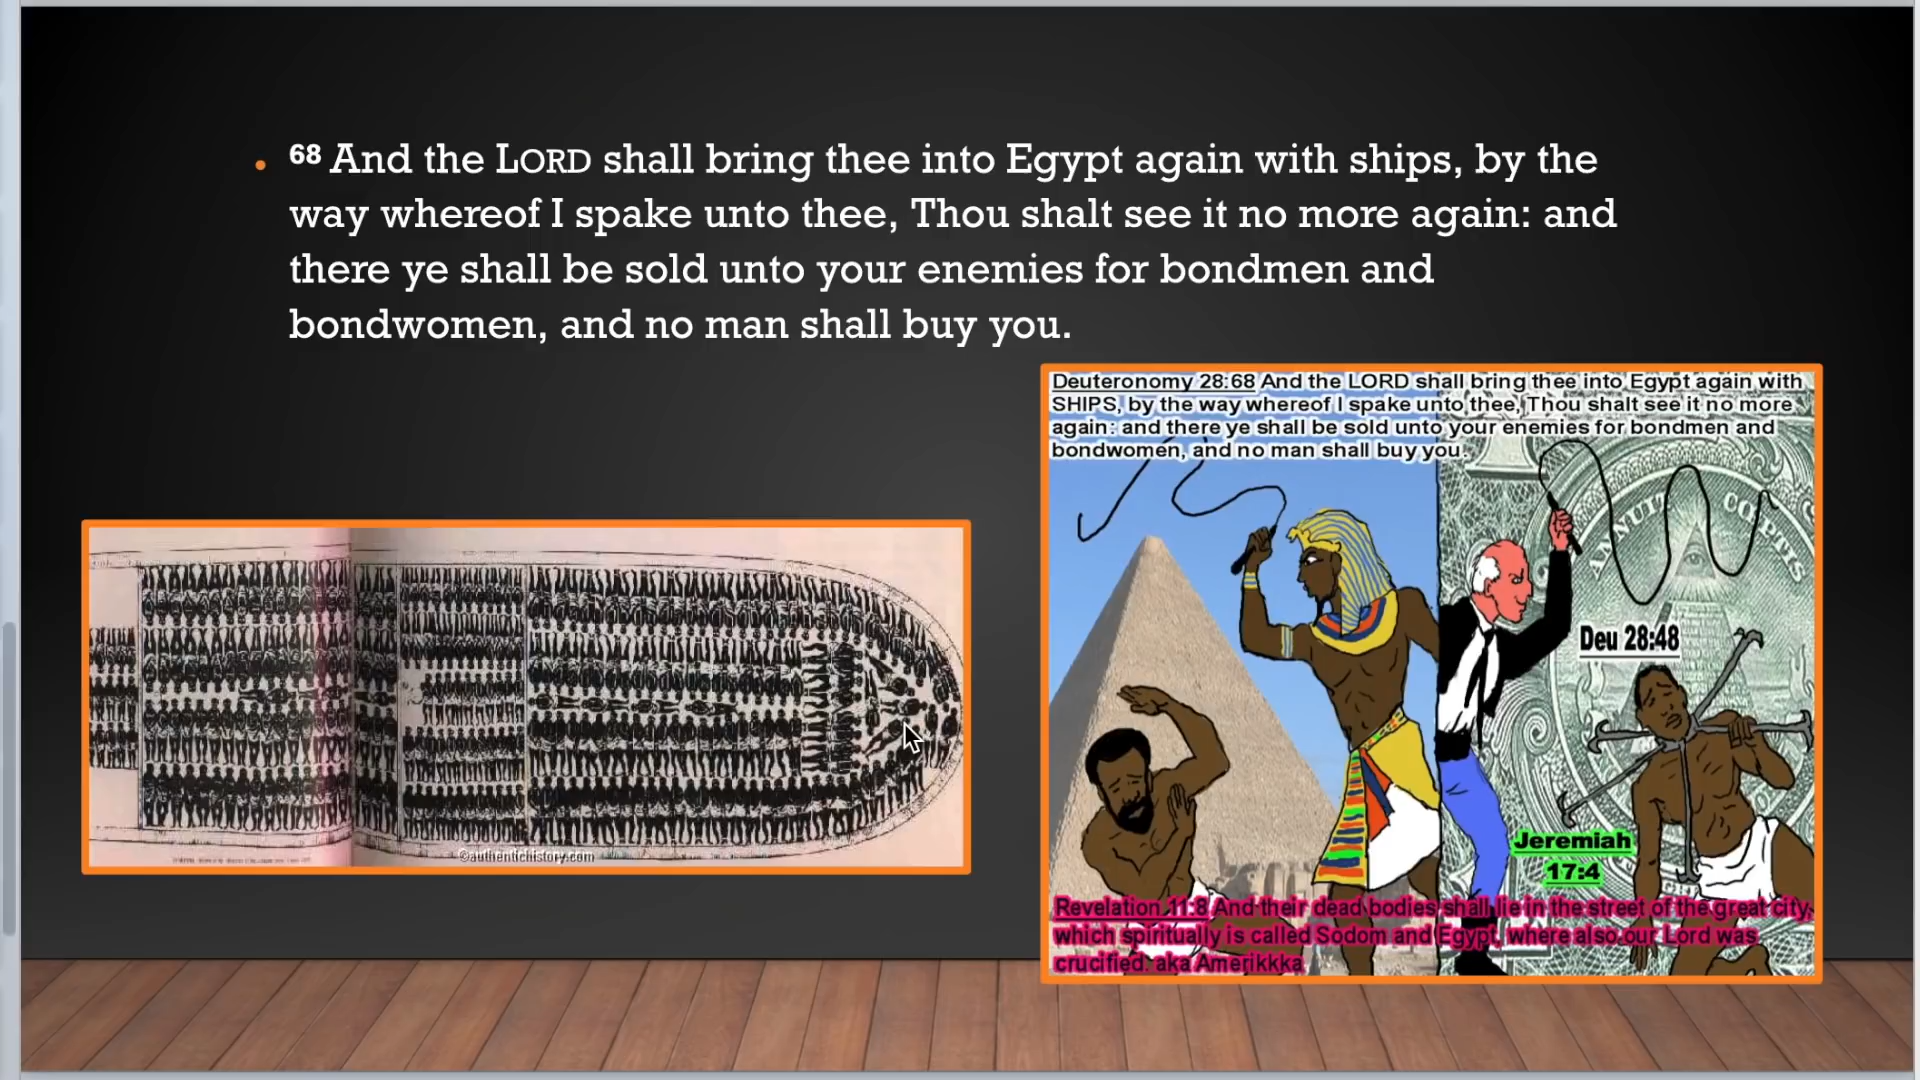 68 And the LORD shall bring thee into Egypt again with ships, by the
way whereof I spake unto thee, Thou shalt see it no more again: and
there ye shall be sold unto your enemies for bondmen and
bondwomen, and no man shall buy you.
©authentichistory.com
Deuteronomy 28:68 And the LORD shall bring thee into Egypt again with
SHIPS, by the way whereof I spake unto thee, Thou shalt see it no more
again: and there ye shall be sold unto your enemies for bondmen and
bondwomen, and no man shall buy you.
ANNUIT CŒPTIS
Deu 28:48
Jeremiah
17:4
Revelation 11:8 And their dead bodies shall lie in the street of the great city,
which spiritually is called Sodom and Egypt, where also our Lord was
crucified. aka Amerikkka